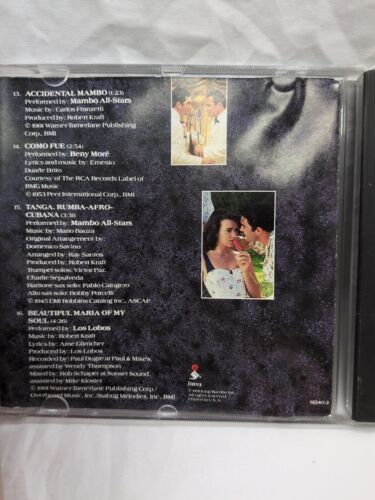 13. ACCIDENTAL MAMBO (1:23)
Performed by: Mambo All-Stars
Music by: Carlos Franzetti
Produced by: Robert Kraft
© 1991 Warner Tamerlane Publishing
Corp., BMI
14. COMO FUE (2:54)
Performed by: Beny Moré
Lyrics and music by: Ernesto
Duarte Brito
Courtesy of The RCA Records Label of
BMG Music
© 1953 Peer International Corp., BMI
15. TANGA, RUMBA-AFRO-
CUBANA (3:38)
Performed by: Mambo All-Stars
Music by: Mario Bauza
Original Arrangement by:
Domenico Savino
Arranged by: Ray Santos
Produced by: Robert Kraft
Trumpet solos: Victor Paz,
Charlie Sepulveda
Baritone sax solo: Pablo Calogero
Alto sax solo: Bobby Porcelli
© 1945 EMI Robbins Catalog Inc., ASCAP
16. BEAUTIFUL MARIA OF MY
SOUL (4:26)
Performed by: Los Lobos
Music by: Robert Kraft
Lyrics by: Arne Glimcher
Produced by: Los Lobos
Recorded by: Paul Dugre at Paul & Mike's,
assisted by Wendy Thompson
Mixed by: Bob Schaper at Sunset Sound,
assisted by Mike Kloster
© 1991 Warner Tamerlane Publishing Corp./
Overboard Music, Inc./Isabug Melodies, Inc., BMI
Elektra
All rights reserved.
Printed in U.S.A.
61240-2